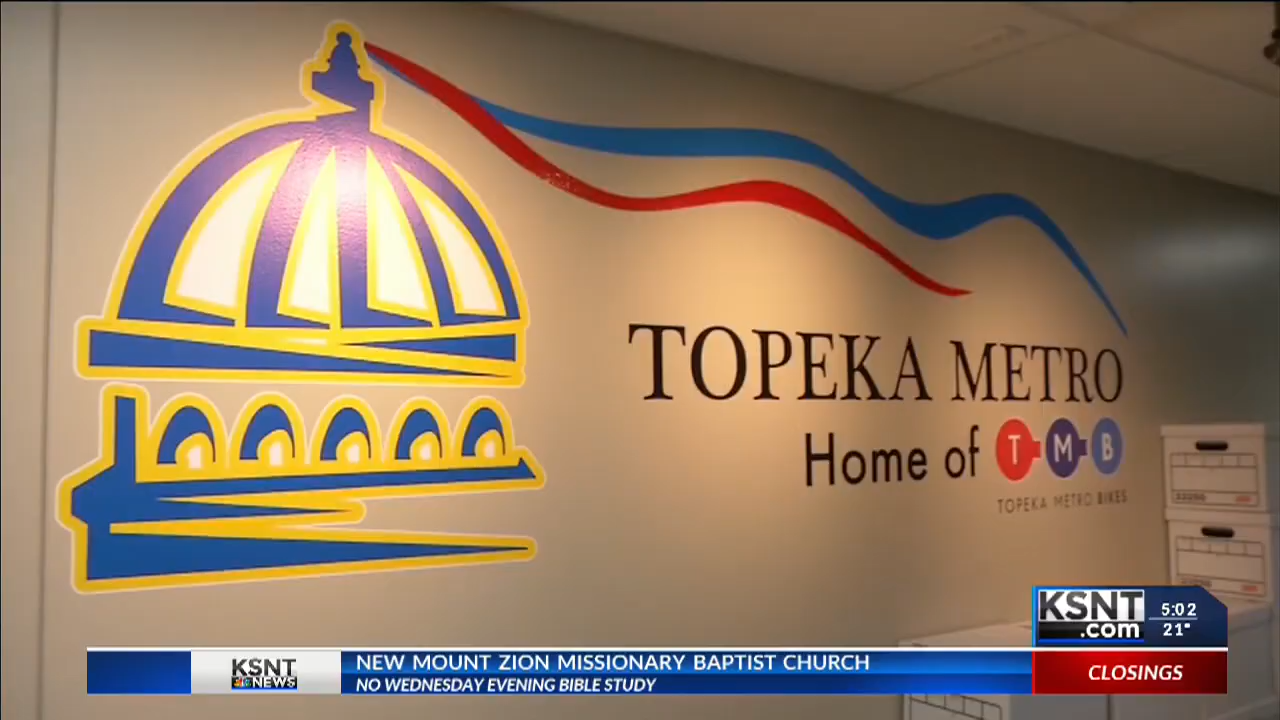 TOPEKA METRO
Home of T M B
TOPEKA METRO BIKES
KSNT
.com
5:02
21°
KSNT
NEWS
NEW MOUNT ZION MISSIONARY BAPTIST CHURCH
NO WEDNESDAY EVENING BIBLE STUDY
CLOSINGS